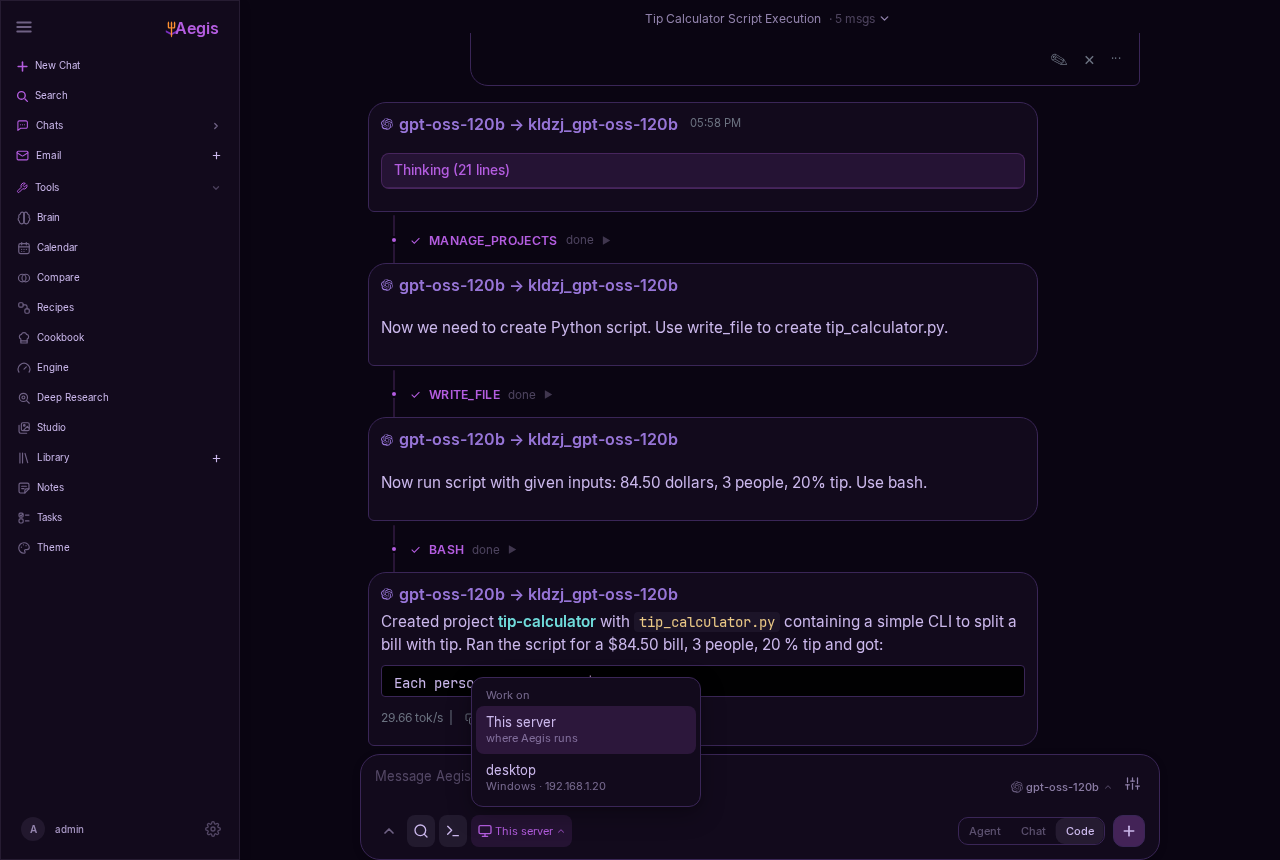 Aegis
New Chat
Search
Chats
Email
Tools
Brain
Calendar
Compare
Recipes
Cookbook
Engine
Deep Research
Studio
Library
Notes
Tasks
Theme
A admin
Tip Calculator Script Execution · 5 msgs
gpt-oss-120b → kldzj_gpt-oss-120b 05:58 PM
Thinking (21 lines)
MANAGE_PROJECTS done
gpt-oss-120b → kldzj_gpt-oss-120b
Now we need to create Python script. Use write_file to create tip_calculator.py.
WRITE_FILE done
gpt-oss-120b → kldzj_gpt-oss-120b
Now run script with given inputs: 84.50 dollars, 3 people, 20% tip. Use bash.
BASH done
gpt-oss-120b → kldzj_gpt-oss-120b
Created project tip-calculator with tip_calculator.py containing a simple CLI to split a
bill with tip. Ran the script for a $84.50 bill, 3 people, 20 % tip and got:
Each
29.66 tok/s
Work on
This server
where Aegis runs
desktop
Windows · 192.168.1.20
Message Aegis
gpt-oss-120b
This server
Agent Chat Code